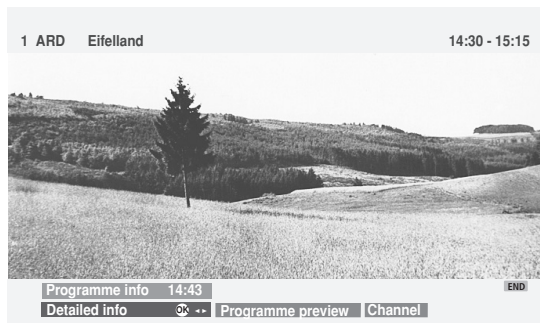 1 ARD Eifelland 14:30 - 15:15
Programme info 14:43 END
Detailed info OK Programme preview Channel